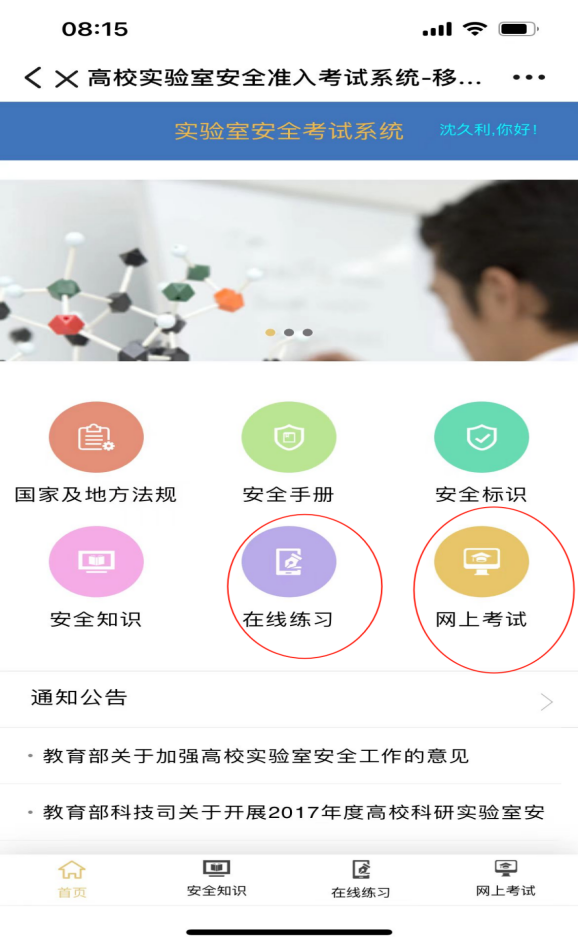 08:15
高校实验室安全准入考试系统-移...
实验室安全考试系统
沈久利,你好!
国家及地方法规
安全手册
安全标识
安全知识
在线练习
网上考试
通知公告
教育部关于加强高校实验室安全工作的意见
教育部科技司关于开展2017年度高校科研实验室安
首页
安全知识
在线练习
网上考试